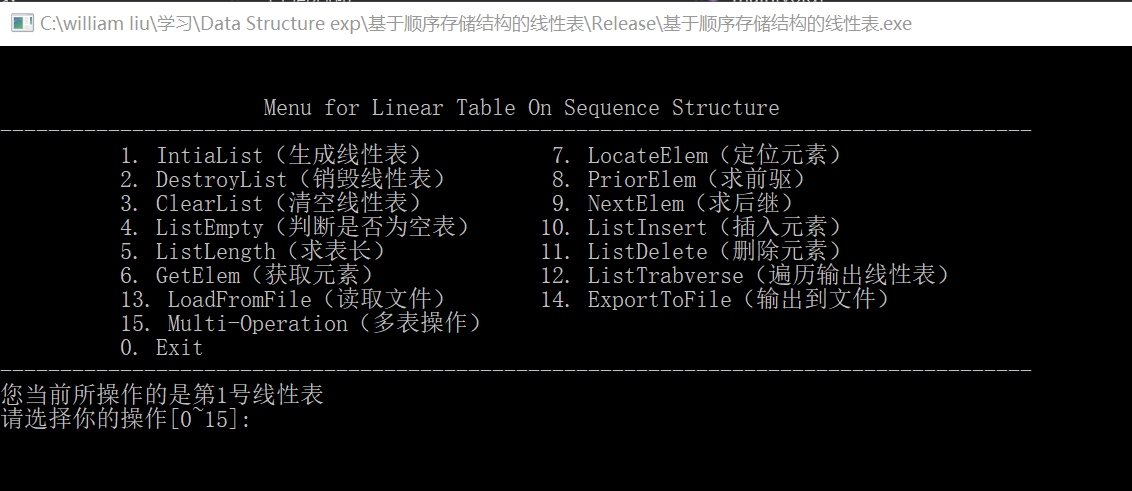 C:\william liu\学习\Data Structure exp\基于顺序存储结构的线性表\Release\基于顺序存储结构的线性表.exe
Menu for Linear Table On Sequence Structure
1. IntiaList（生成线性表） 7. LocateElem（定位元素）
2. DestroyList（销毁线性表） 8. PriorElem（求前驱）
3. ClearList（清空线性表） 9. NextElem（求后继）
4. ListEmpty（判断是否为空表） 10. ListInsert（插入元素）
5. ListLength（求表长） 11. ListDelete（删除元素）
6. GetElem（获取元素） 12. ListTrabverse（遍历输出线性表）
13. LoadFromFile（读取文件） 14. ExportToFile（输出到文件）
15. Multi-Operation（多表操作）
0. Exit
您当前所操作的是第1号线性表
请选择你的操作[0~15]: